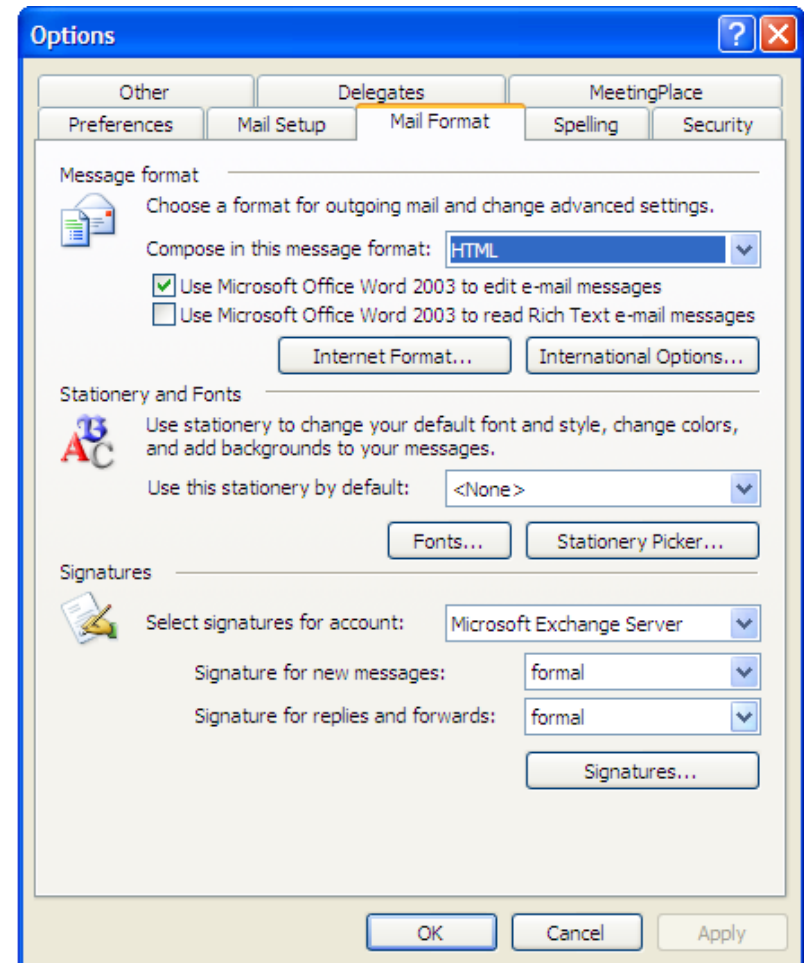 Options
Other Delegates MeetingPlace
Preferences Mail Setup Mail Format Spelling Security
Message format
Choose a format for outgoing mail and change advanced settings.
Compose in this message format: HTML
Use Microsoft Office Word 2003 to edit e-mail messages
Use Microsoft Office Word 2003 to read Rich Text e-mail messages
Internet Format... International Options...
Stationery and Fonts
Use stationery to change your default font and style, change colors,
and add backgrounds to your messages.
Use this stationery by default: <None>
Fonts... Stationery Picker...
Signatures
Select signatures for account: Microsoft Exchange Server
Signature for new messages: formal
Signature for replies and forwards: formal
Signatures...
OK Cancel Apply